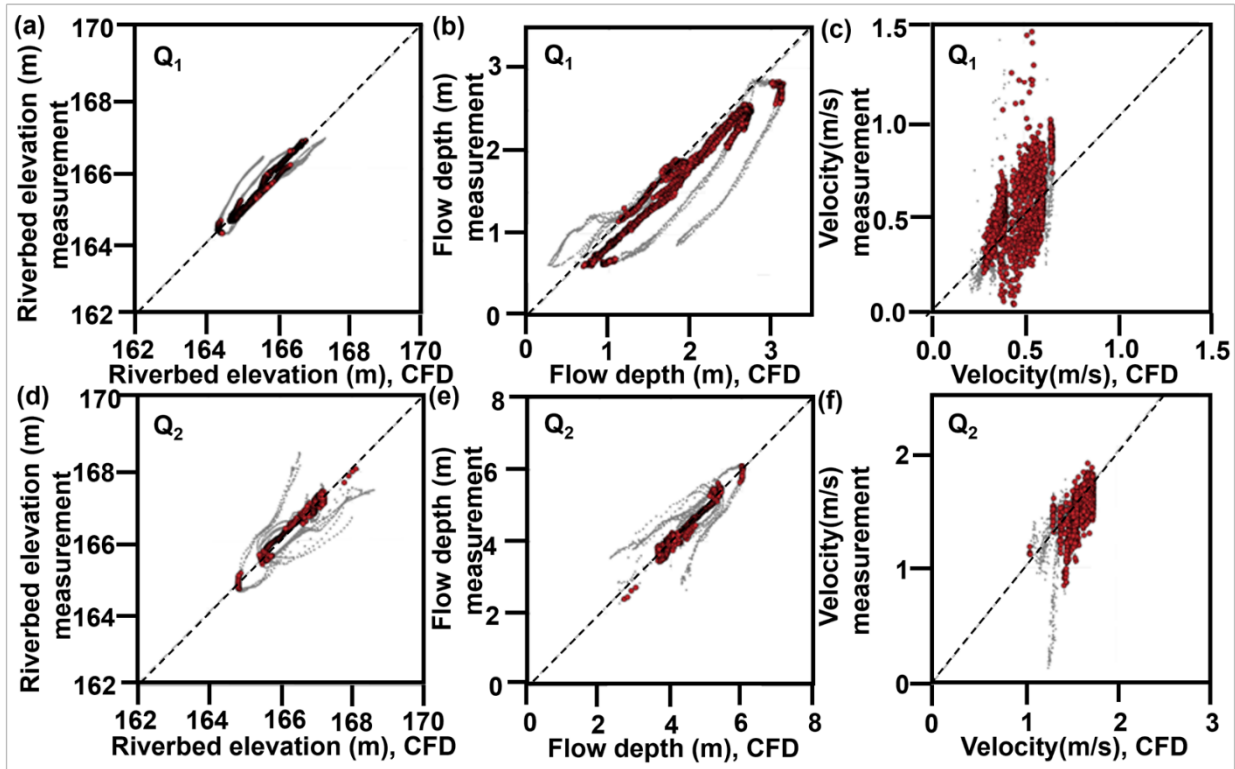 (a)
170
Q1
168
166
164
162
Riverbed elevation (m)
measurement
162 164 166 168 170
Riverbed elevation (m), CFD
(b)
Q1
3
2
1
0
Flow depth (m)
measurement
0 1 2 3
Flow depth (m), CFD
(c)
1.5
Q1
1.0
0.5
0.0
Velocity(m/s)
measurement
0.0 0.5 1.0 1.5
Velocity(m/s), CFD
(d)
170
Q2
168
166
164
162
Riverbed elevation (m)
measurement
162 164 166 168 170
Riverbed elevation (m), CFD
(e)
8
Q2
6
4
2
0
Flow depth (m)
measurement
0 2 4 6 8
Flow depth (m), CFD
(f)
Q2
2
1
0
Velocity(m/s)
measurement
0 1 2 3
Velocity(m/s), CFD